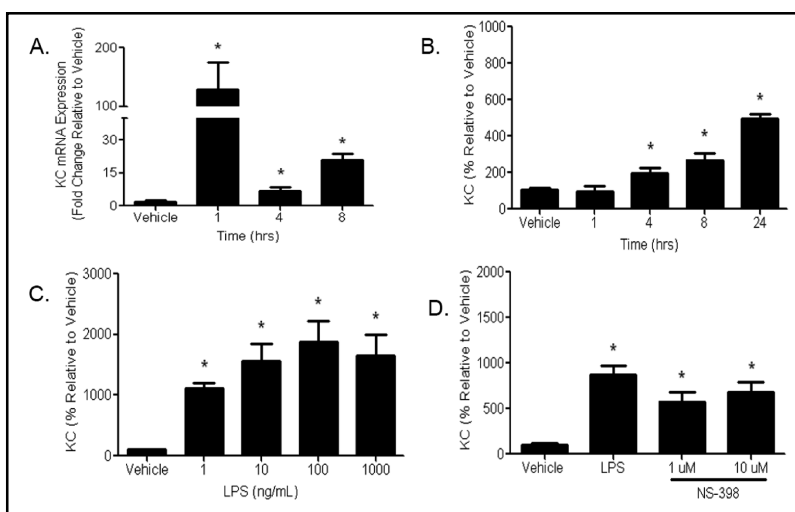 A.
KC mRNA Expression
(Fold Change Relative to Vehicle)
200
100
30
15
0
*
*
*
Vehicle
1
4
8
Time (hrs)
B.
KC (% Relative to Vehicle)
1000
800
600
400
200
0
*
*
*
Vehicle
1
4
8
24
Time (hrs)
C.
KC (% Relative to Vehicle)
3000
2000
1000
0
*
*
*
*
Vehicle
1
10
100
1000
LPS (ng/mL)
D.
KC (% Relative to Vehicle)
2000
1500
1000
500
0
*
*
*
Vehicle
LPS
1 uM
10 uM
NS-398